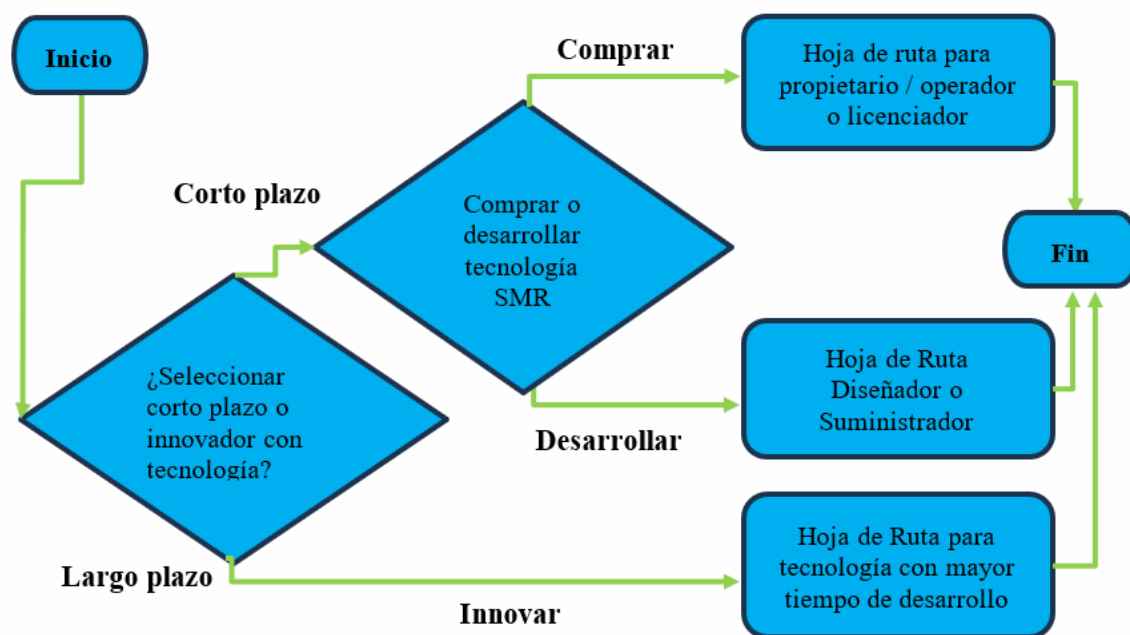 Inicio
Comprar
Hoja de ruta para
propietario / operador
o licenciador
Corto plazo
Comprar o
desarrollar
tecnología
SMR
Fin
¿Seleccionar
corto plazo o
innovador con
tecnología?
Desarrollar
Hoja de Ruta
Diseñador o
Suministrador
Largo plazo
Innovar
Hoja de Ruta para
tecnología con mayor
tiempo de desarrollo